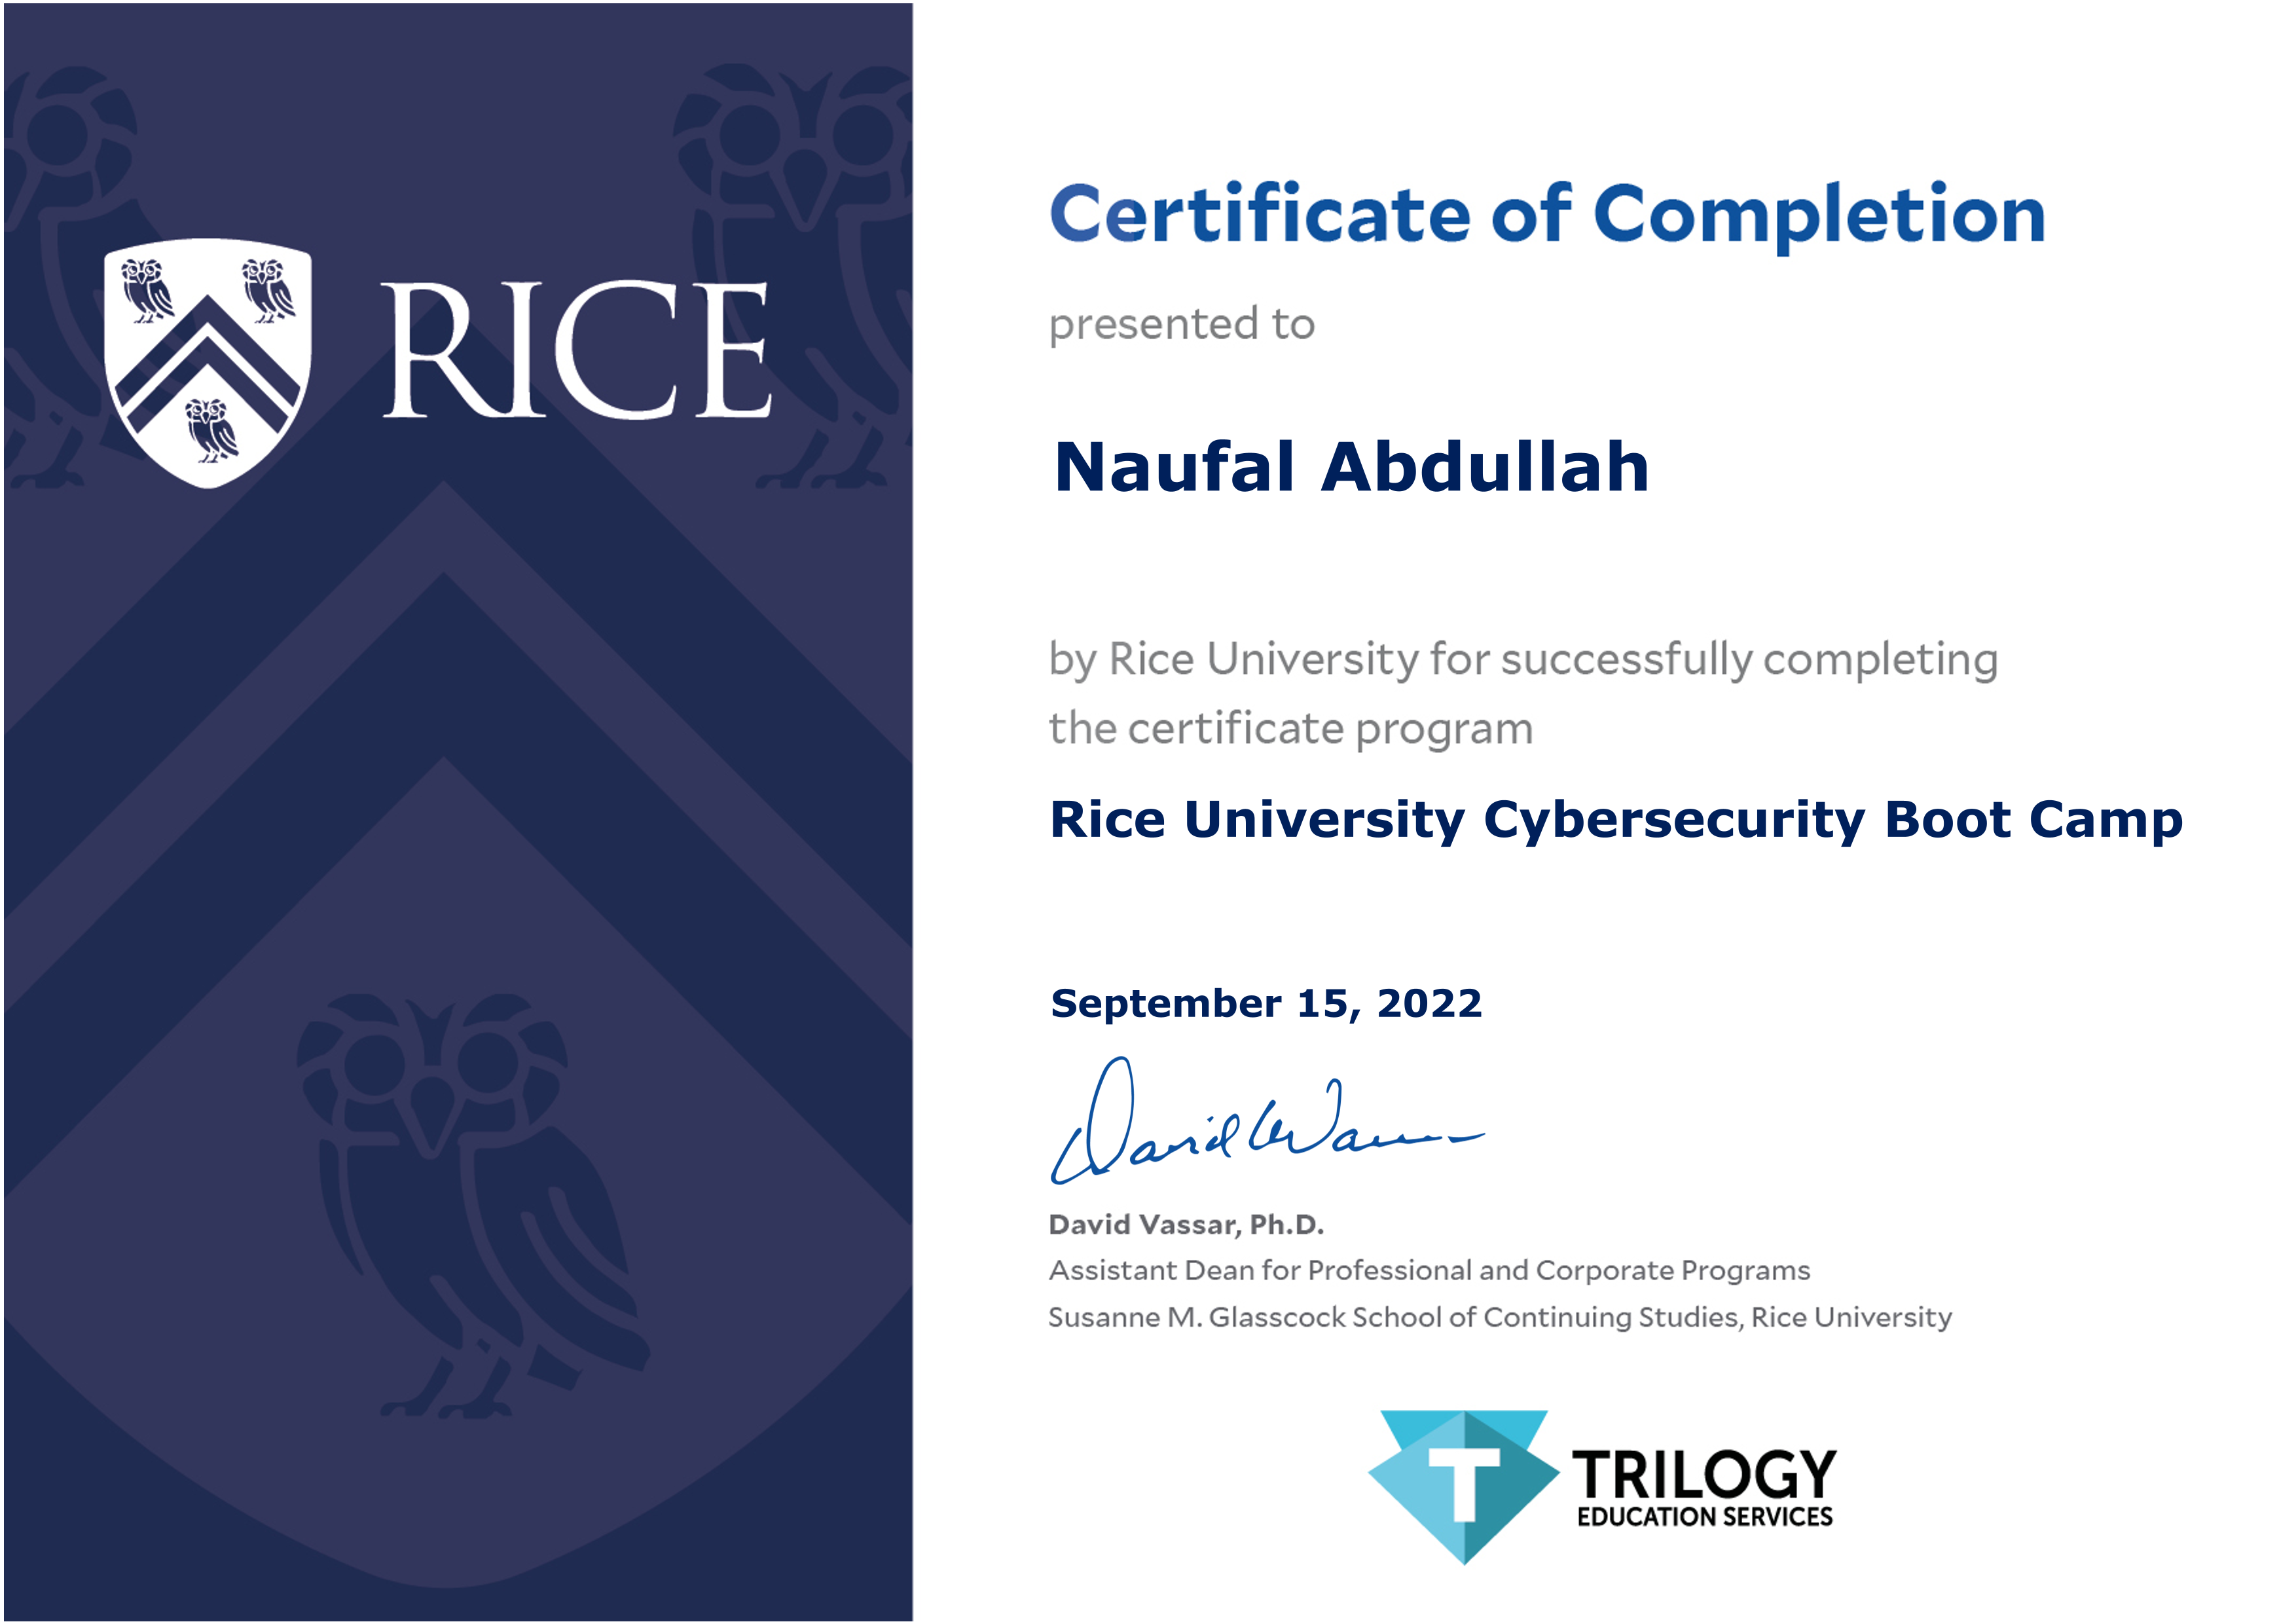 RICE
Certificate of Completion
presented to
Naufal Abdullah
by Rice University for successfully completing
the certificate program
Rice University Cybersecurity Boot Camp
September 15, 2022
David Vassar, Ph.D.
Assistant Dean for Professional and Corporate Programs
Susanne M. Glasscock School of Continuing Studies, Rice University
T
TRILOGY
EDUCATION SERVICES